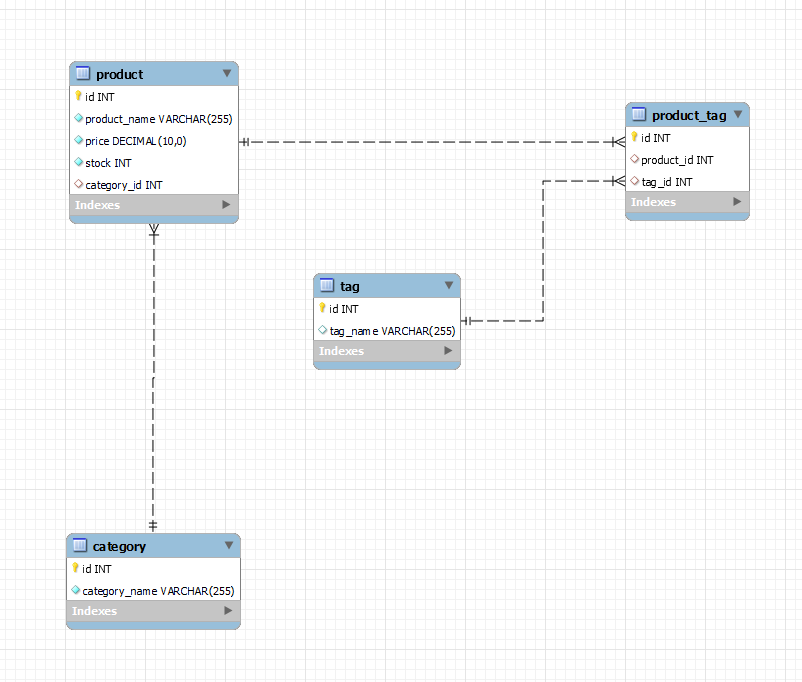 product
id INT
product_name VARCHAR(255)
price DECIMAL(10,0)
stock INT
category_id INT
Indexes
product_tag
id INT
product_id INT
tag_id INT
Indexes
tag
id INT
tag_name VARCHAR(255)
Indexes
category
id INT
category_name VARCHAR(255)
Indexes